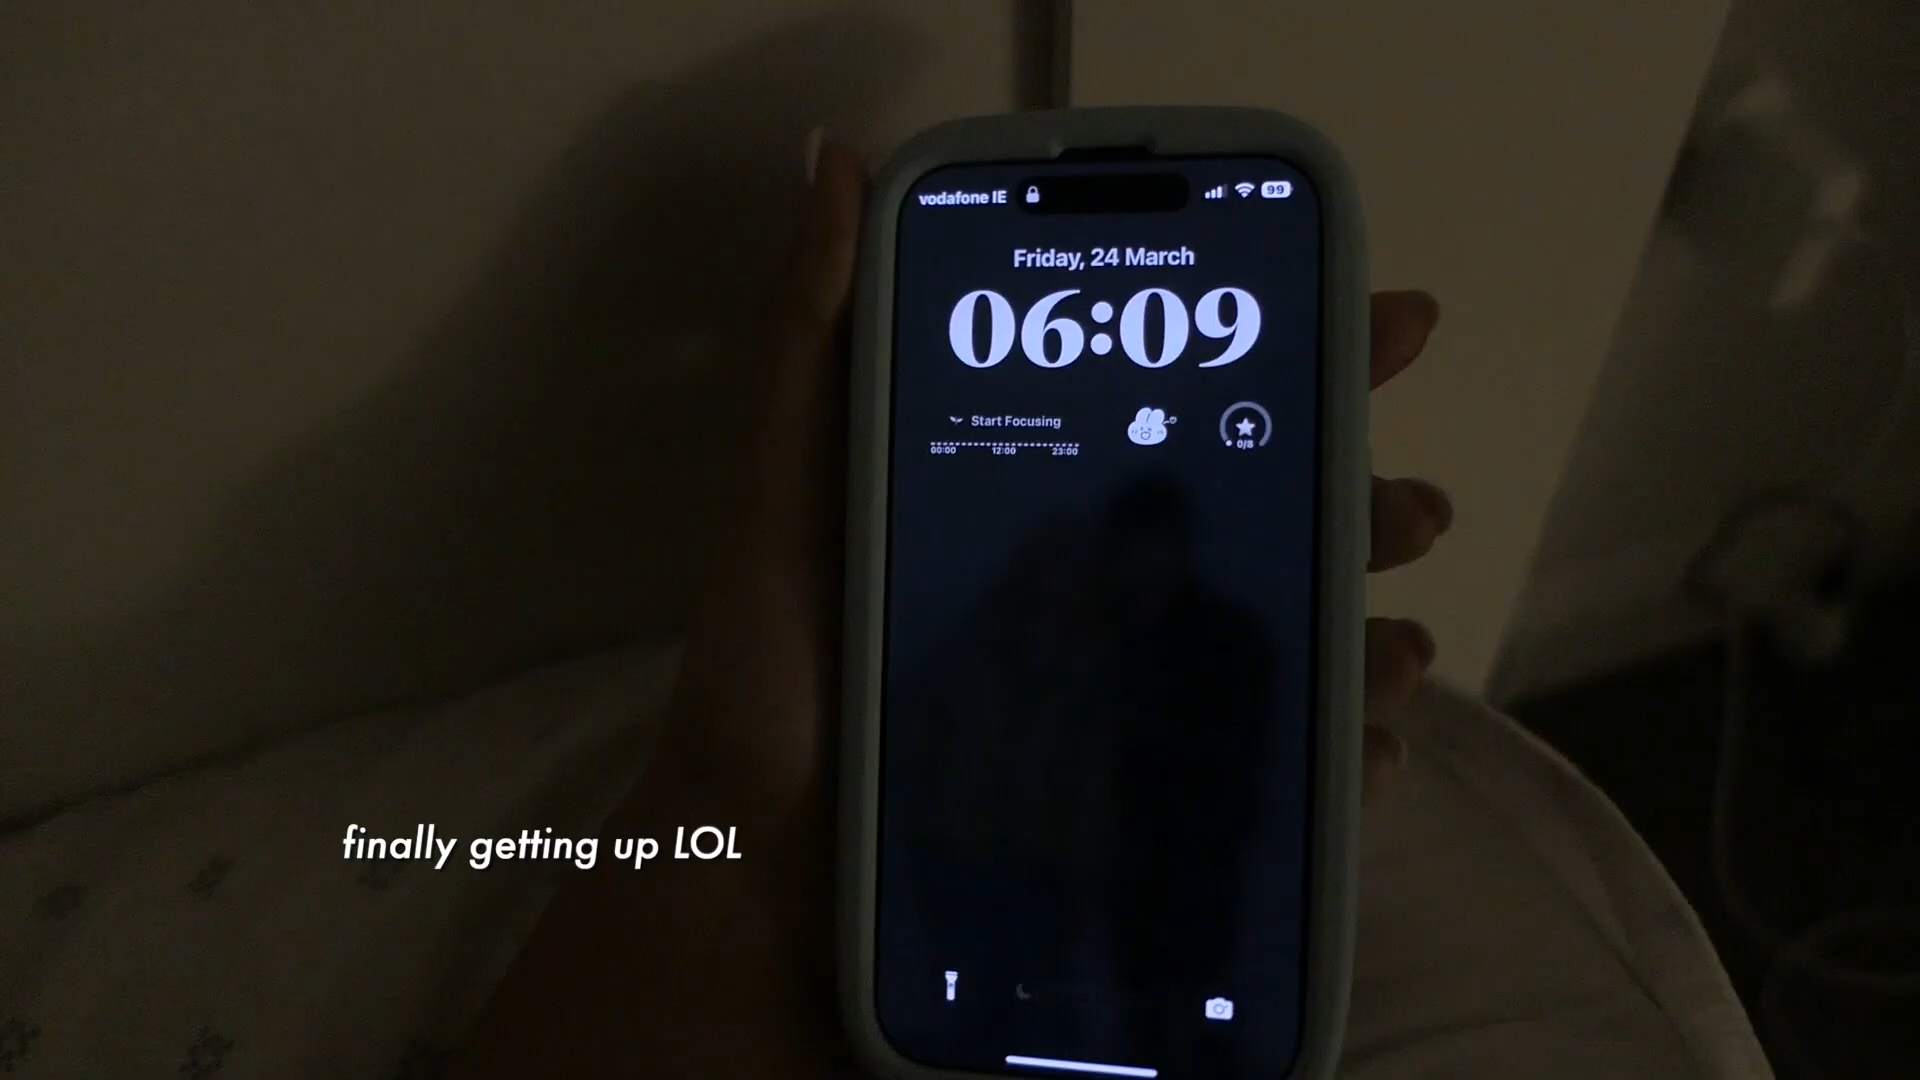 vodafone IE
99
Friday, 24 March
06:09
Start Focusing
00:00 12:00 23:00
0/8
finally getting up LOL